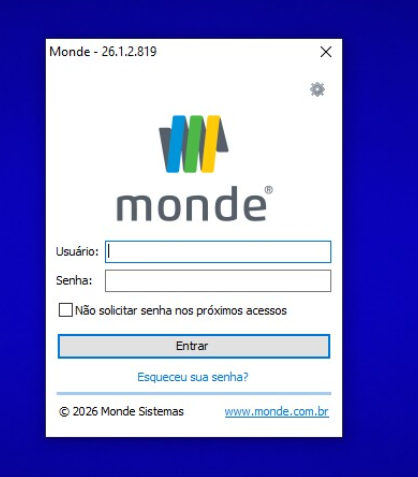 Monde - 26.1.2.819
monde®
Usuário:
Senha:
Não solicitar senha nos próximos acessos
Entrar
Esqueceu sua senha?
© 2026 Monde Sistemas www.monde.com.br